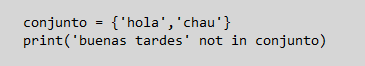 conjunto = {'hola','chau'}
print('buenas tardes' not in conjunto)